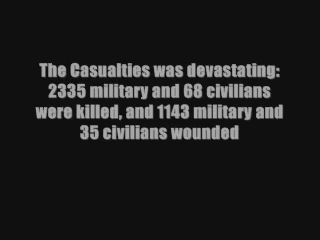 The Casualties was devastating:
2335 military and 68 civilians
were killed, and 1143 military and
35 civilians wounded